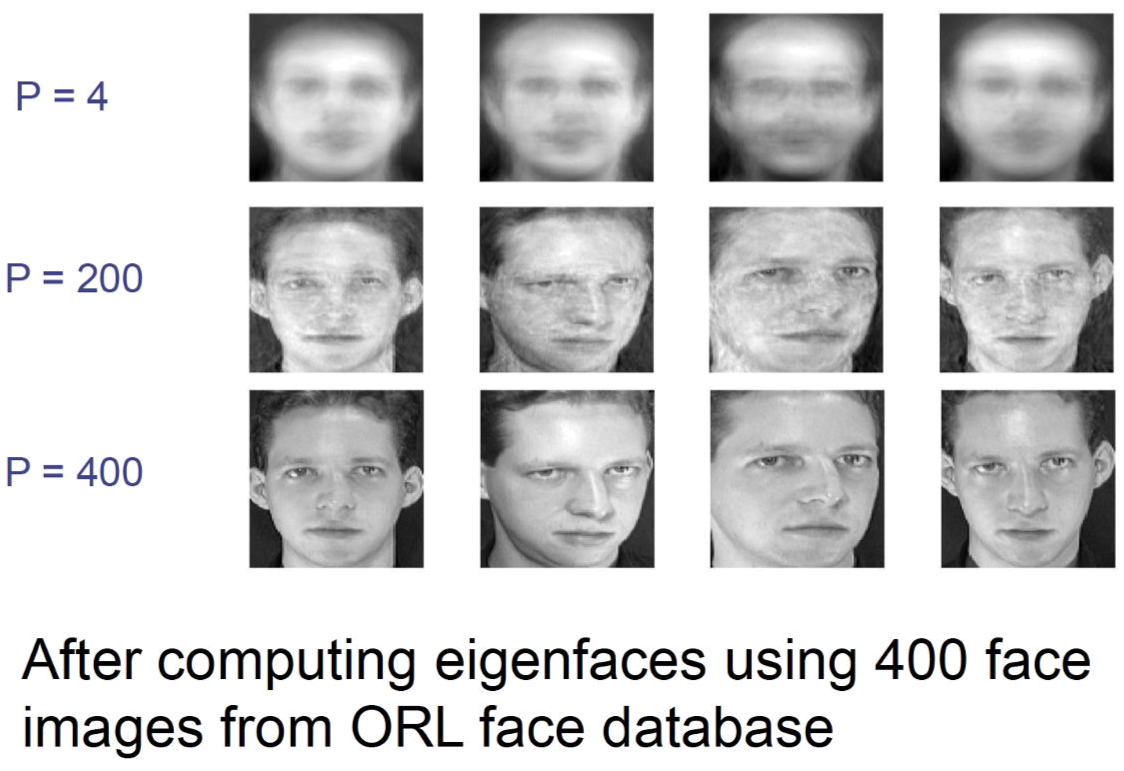 P = 4
P = 200
P = 400
After computing eigenfaces using 400 face
images from ORL face database